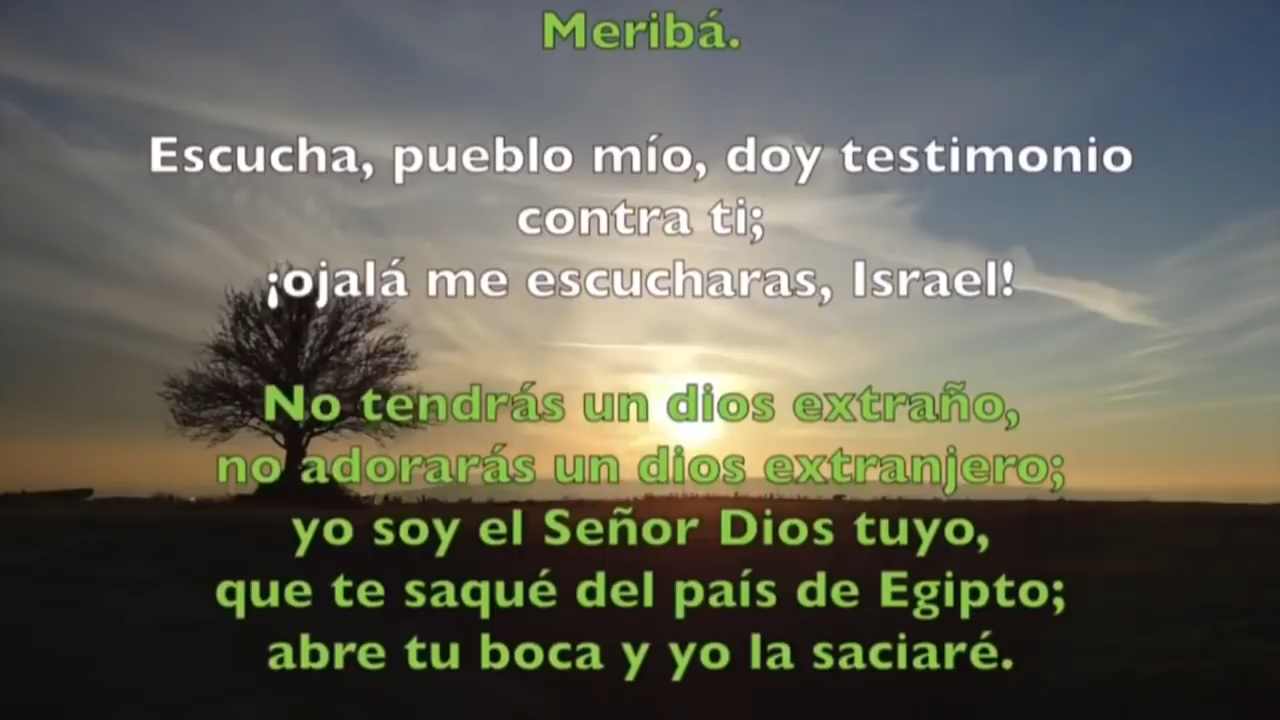 Meribá.
Escucha, pueblo mío, doy testimonio
contra ti;
¡ojalá me escucharas, Israel!
No tendrás un dios extraño,
no adorarás un dios extranjero;
yo soy el Señor Dios tuyo,
que te saqué del país de Egipto;
abre tu boca y yo la saciaré.